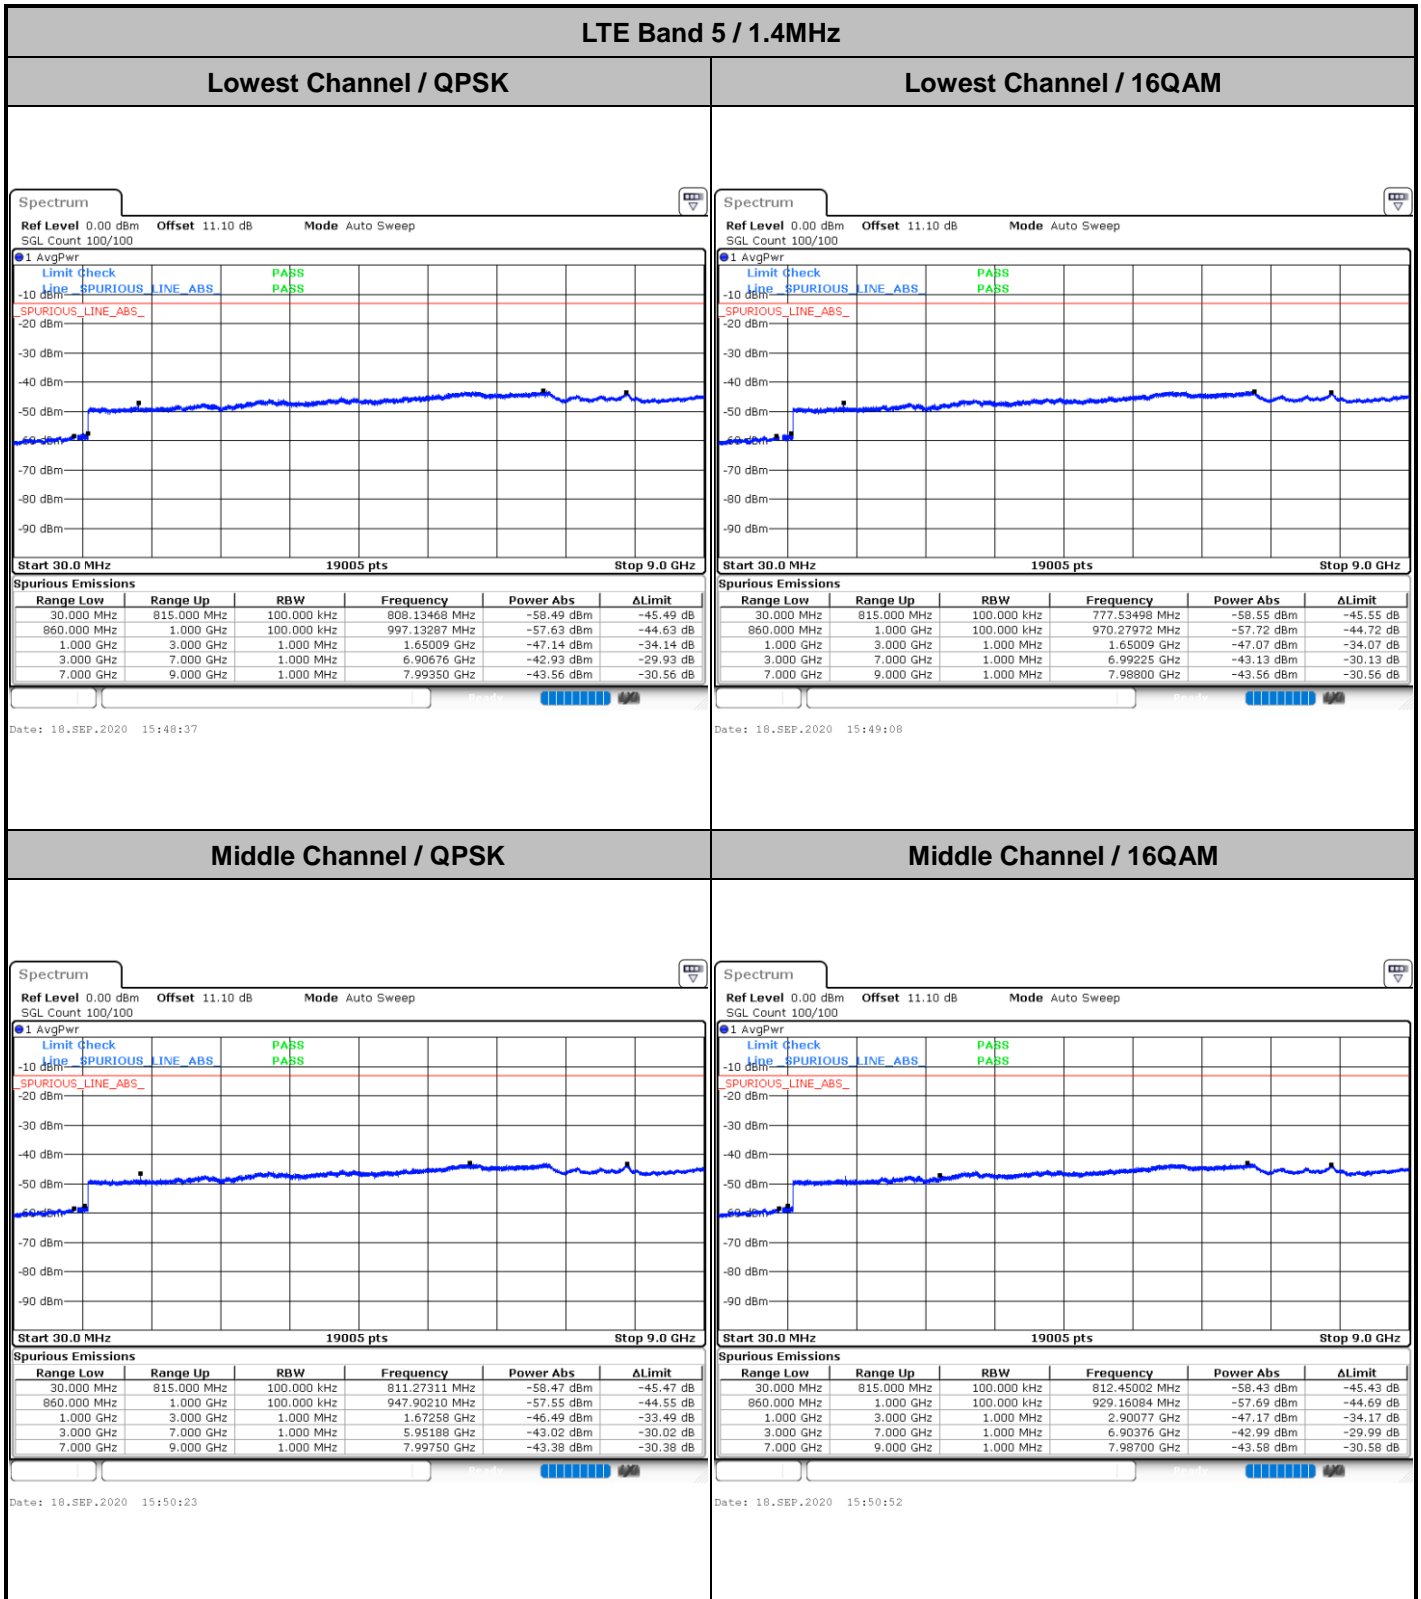 LTE Band 5 / 1.4MHz
Lowest Channel / QPSK
Lowest Channel / 16QAM
Spectrum
Ref Level 0.00 dBm Offset 11.10 dB Mode Auto Sweep
SGL Count 100/100
1 AvgPwr
Limit Check PASS
Line _SPURIOUS_LINE_ABS_ PASS
-10 dBm
_SPURIOUS_LINE_ABS_
-20 dBm
-30 dBm
-40 dBm
-50 dBm
-60 dBm
-70 dBm
-80 dBm
-90 dBm
Start 30.0 MHz 19005 pts Stop 9.0 GHz
Spurious Emissions
Range Low Range Up RBW Frequency Power Abs ΔLimit
30.000 MHz 815.000 MHz 100.000 kHz 808.13468 MHz -58.49 dBm -45.49 dB
860.000 MHz 1.000 GHz 100.000 kHz 997.13287 MHz -57.63 dBm -44.63 dB
1.000 GHz 3.000 GHz 1.000 MHz 1.65009 GHz -47.14 dBm -34.14 dB
3.000 GHz 7.000 GHz 1.000 MHz 6.90676 GHz -42.93 dBm -29.93 dB
7.000 GHz 9.000 GHz 1.000 MHz 7.99350 GHz -43.56 dBm -30.56 dB
Ready
Date: 18.SEP.2020 15:48:37
Spectrum
Ref Level 0.00 dBm Offset 11.10 dB Mode Auto Sweep
SGL Count 100/100
1 AvgPwr
Limit Check PASS
Line _SPURIOUS_LINE_ABS_ PASS
-10 dBm
_SPURIOUS_LINE_ABS_
-20 dBm
-30 dBm
-40 dBm
-50 dBm
-60 dBm
-70 dBm
-80 dBm
-90 dBm
Start 30.0 MHz 19005 pts Stop 9.0 GHz
Spurious Emissions
Range Low Range Up RBW Frequency Power Abs ΔLimit
30.000 MHz 815.000 MHz 100.000 kHz 777.53498 MHz -58.55 dBm -45.55 dB
860.000 MHz 1.000 GHz 100.000 kHz 970.27972 MHz -57.72 dBm -44.72 dB
1.000 GHz 3.000 GHz 1.000 MHz 1.65009 GHz -47.07 dBm -34.07 dB
3.000 GHz 7.000 GHz 1.000 MHz 6.99225 GHz -43.13 dBm -30.13 dB
7.000 GHz 9.000 GHz 1.000 MHz 7.98800 GHz -43.56 dBm -30.56 dB
Ready
Date: 18.SEP.2020 15:49:08
Middle Channel / QPSK
Middle Channel / 16QAM
Spectrum
Ref Level 0.00 dBm Offset 11.10 dB Mode Auto Sweep
SGL Count 100/100
1 AvgPwr
Limit Check PASS
Line _SPURIOUS_LINE_ABS_ PASS
-10 dBm
_SPURIOUS_LINE_ABS_
-20 dBm
-30 dBm
-40 dBm
-50 dBm
-60 dBm
-70 dBm
-80 dBm
-90 dBm
Start 30.0 MHz 19005 pts Stop 9.0 GHz
Spurious Emissions
Range Low Range Up RBW Frequency Power Abs ΔLimit
30.000 MHz 815.000 MHz 100.000 kHz 811.27311 MHz -58.47 dBm -45.47 dB
860.000 MHz 1.000 GHz 100.000 kHz 947.90210 MHz -57.55 dBm -44.55 dB
1.000 GHz 3.000 GHz 1.000 MHz 1.67258 GHz -46.49 dBm -33.49 dB
3.000 GHz 7.000 GHz 1.000 MHz 5.95188 GHz -43.02 dBm -30.02 dB
7.000 GHz 9.000 GHz 1.000 MHz 7.99750 GHz -43.38 dBm -30.38 dB
Ready
Date: 18.SEP.2020 15:50:23
Spectrum
Ref Level 0.00 dBm Offset 11.10 dB Mode Auto Sweep
SGL Count 100/100
1 AvgPwr
Limit Check PASS
Line _SPURIOUS_LINE_ABS_ PASS
-10 dBm
_SPURIOUS_LINE_ABS_
-20 dBm
-30 dBm
-40 dBm
-50 dBm
-60 dBm
-70 dBm
-80 dBm
-90 dBm
Start 30.0 MHz 19005 pts Stop 9.0 GHz
Spurious Emissions
Range Low Range Up RBW Frequency Power Abs ΔLimit
30.000 MHz 815.000 MHz 100.000 kHz 812.45002 MHz -58.43 dBm -45.43 dB
860.000 MHz 1.000 GHz 100.000 kHz 929.16084 MHz -57.69 dBm -44.69 dB
1.000 GHz 3.000 GHz 1.000 MHz 2.90077 GHz -47.17 dBm -34.17 dB
3.000 GHz 7.000 GHz 1.000 MHz 6.90376 GHz -42.99 dBm -29.99 dB
7.000 GHz 9.000 GHz 1.000 MHz 7.98700 GHz -43.58 dBm -30.58 dB
Ready
Date: 18.SEP.2020 15:50:52